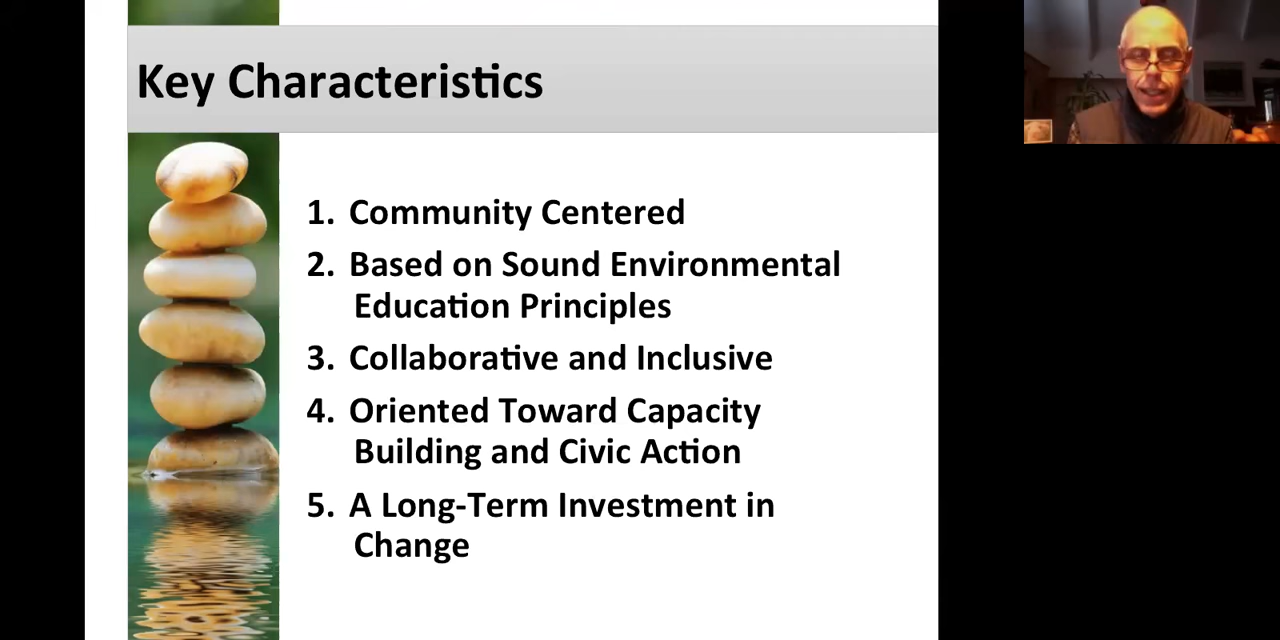 Key Characteristics
1. Community Centered
2. Based on Sound Environmental
Education Principles
3. Collaborative and Inclusive
4. Oriented Toward Capacity
Building and Civic Action
5. A Long-Term Investment in
Change